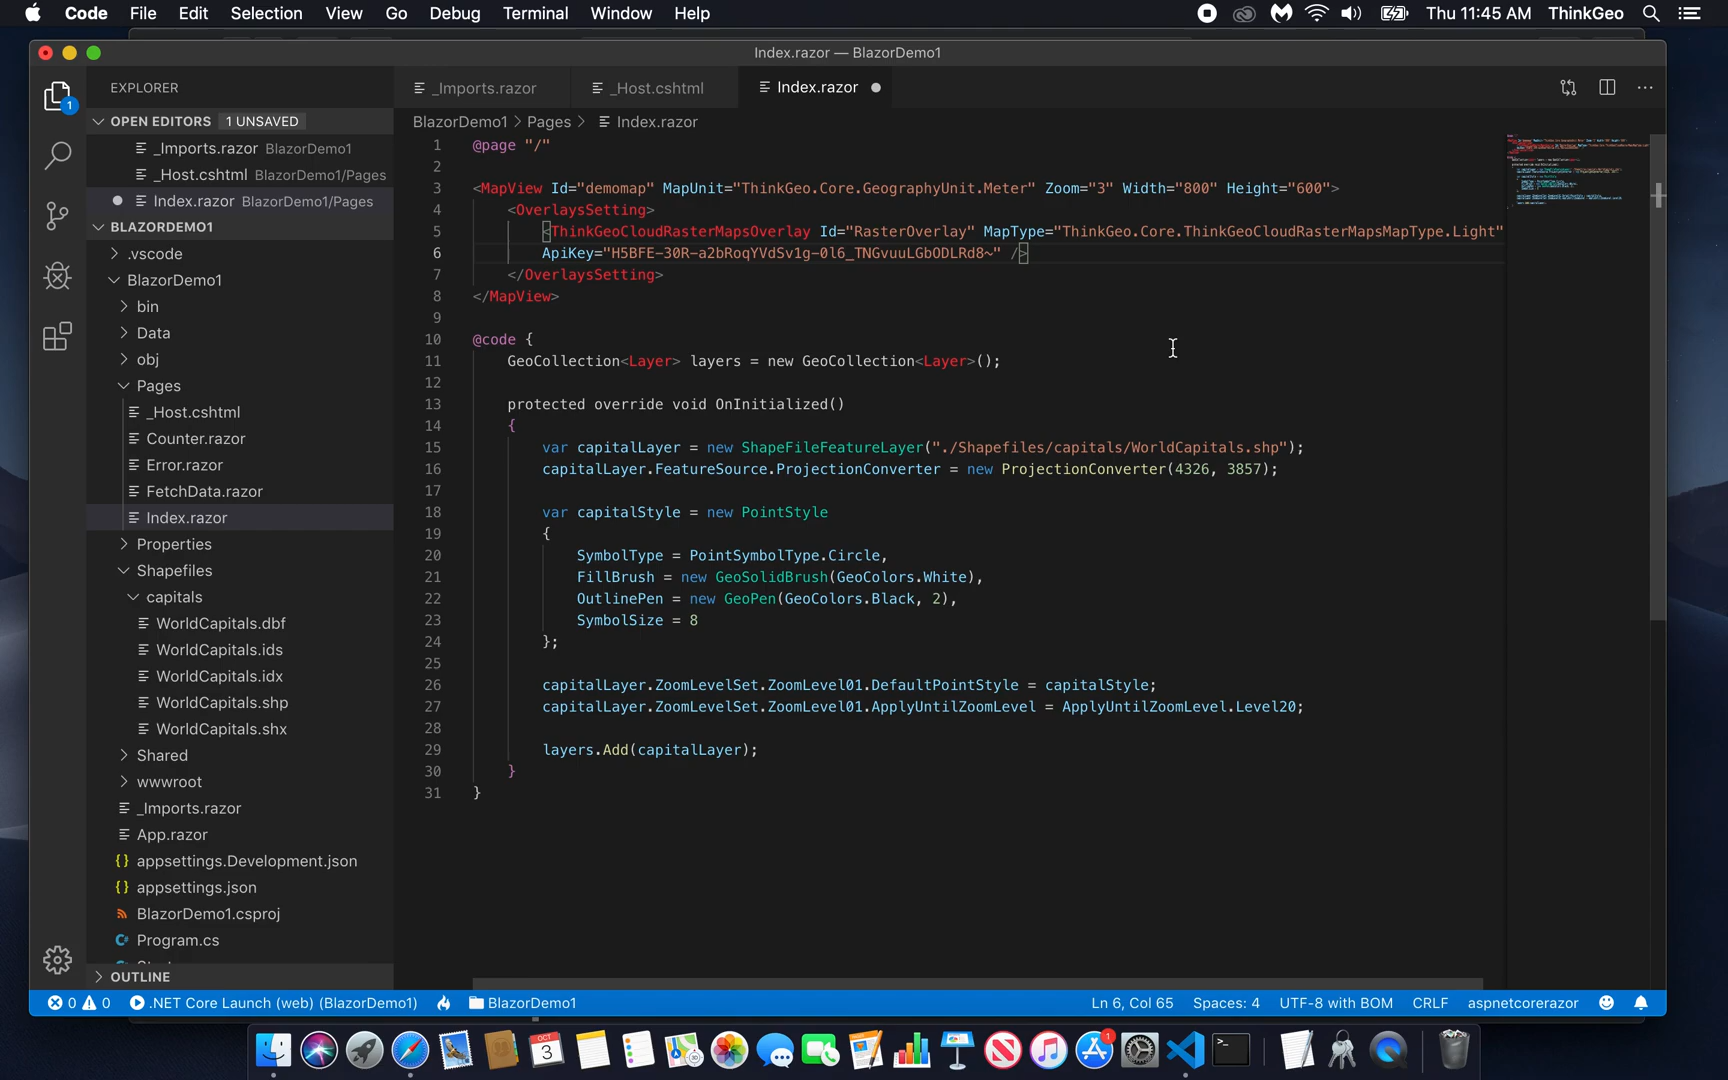 Code File Edit Selection View Go Debug Terminal Window Help Thu 11:45 AM ThinkGeo
Index.razor — BlazorDemo1
EXPLORER
OPEN EDITORS 1 UNSAVED
_Imports.razor BlazorDemo1
_Host.cshtml BlazorDemo1/Pages
Index.razor BlazorDemo1/Pages
BLAZORDEMO1
.vscode
BlazorDemo1
bin
Data
obj
Pages
_Host.cshtml
Counter.razor
Error.razor
FetchData.razor
Index.razor
Properties
Shapefiles
capitals
WorldCapitals.dbf
WorldCapitals.ids
WorldCapitals.idx
WorldCapitals.shp
WorldCapitals.shx
Shared
wwwroot
_Imports.razor
App.razor
{} appsettings.Development.json
{} appsettings.json
BlazorDemo1.csproj
C# Program.cs
OUTLINE
1
_Imports.razor _Host.cshtml Index.razor
BlazorDemo1 > Pages > Index.razor
1 @page "/"
2
3 <MapView Id="demomap" MapUnit="ThinkGeo.Core.GeographyUnit.Meter" Zoom="3" Width="800" Height="600">
4 <OverlaysSetting>
5 <ThinkGeoCloudRasterMapsOverlay Id="RasterOverlay" MapType="ThinkGeo.Core.ThinkGeoCloudRasterMapsMapType.Light"
6 ApiKey="H5BFE-30R-a2bRoqYVdSv1g-0l6_TNGvuuLGbODLRd8~" />
7 </OverlaysSetting>
8 </MapView>
9
10 @code {
11 GeoCollection<Layer> layers = new GeoCollection<Layer>();
12
13 protected override void OnInitialized()
14 {
15 var capitalLayer = new ShapeFileFeatureLayer("./Shapefiles/capitals/WorldCapitals.shp");
16 capitalLayer.FeatureSource.ProjectionConverter = new ProjectionConverter(4326, 3857);
17
18 var capitalStyle = new PointStyle
19 {
20 SymbolType = PointSymbolType.Circle,
21 FillBrush = new GeoSolidBrush(GeoColors.White),
22 OutlinePen = new GeoPen(GeoColors.Black, 2),
23 SymbolSize = 8
24 };
25
26 capitalLayer.ZoomLevelSet.ZoomLevel01.DefaultPointStyle = capitalStyle;
27 capitalLayer.ZoomLevelSet.ZoomLevel01.ApplyUntilZoomLevel = ApplyUntilZoomLevel.Level20;
28
29 layers.Add(capitalLayer);
30 }
31 }
0 0 .NET Core Launch (web) (BlazorDemo1) BlazorDemo1 Ln 6, Col 65 Spaces: 4 UTF-8 with BOM CRLF aspnetcorerazor
OCT
3
1